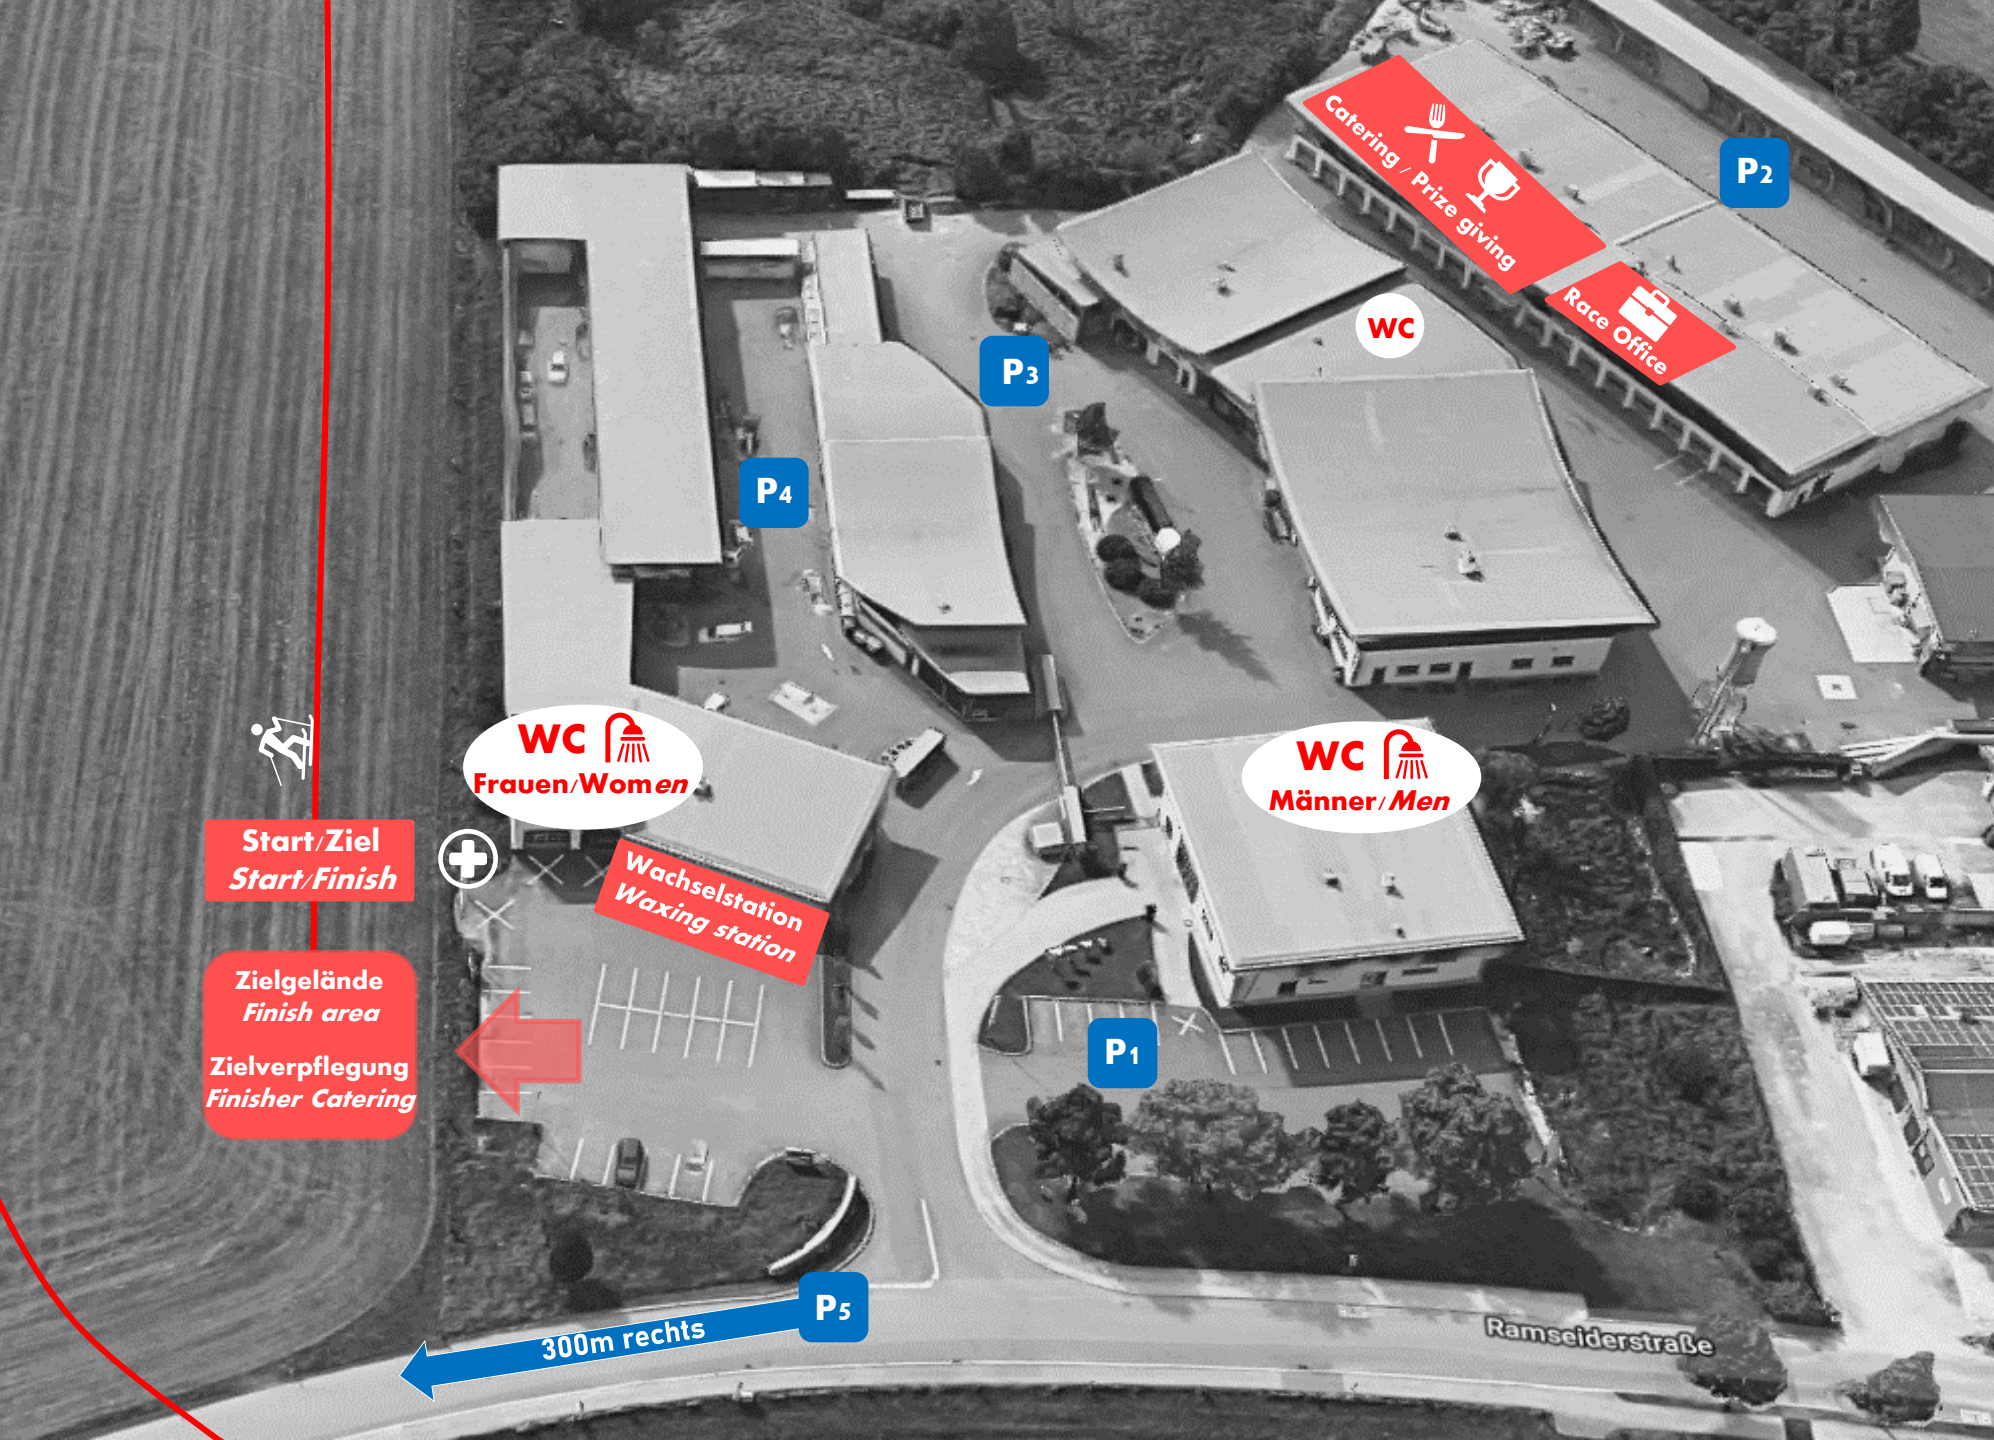 Catering / Prize giving
P2
Race Office
WC
P3
P4
WC
Frauen/Women
WC
Männer/Men
Start/Ziel
Start/Finish
Wachselstation
Waxing station
Zielgelände
Finish area
Zielverpflegung
Finisher Catering
P1
P5
300m rechts
Ramseiderstraße